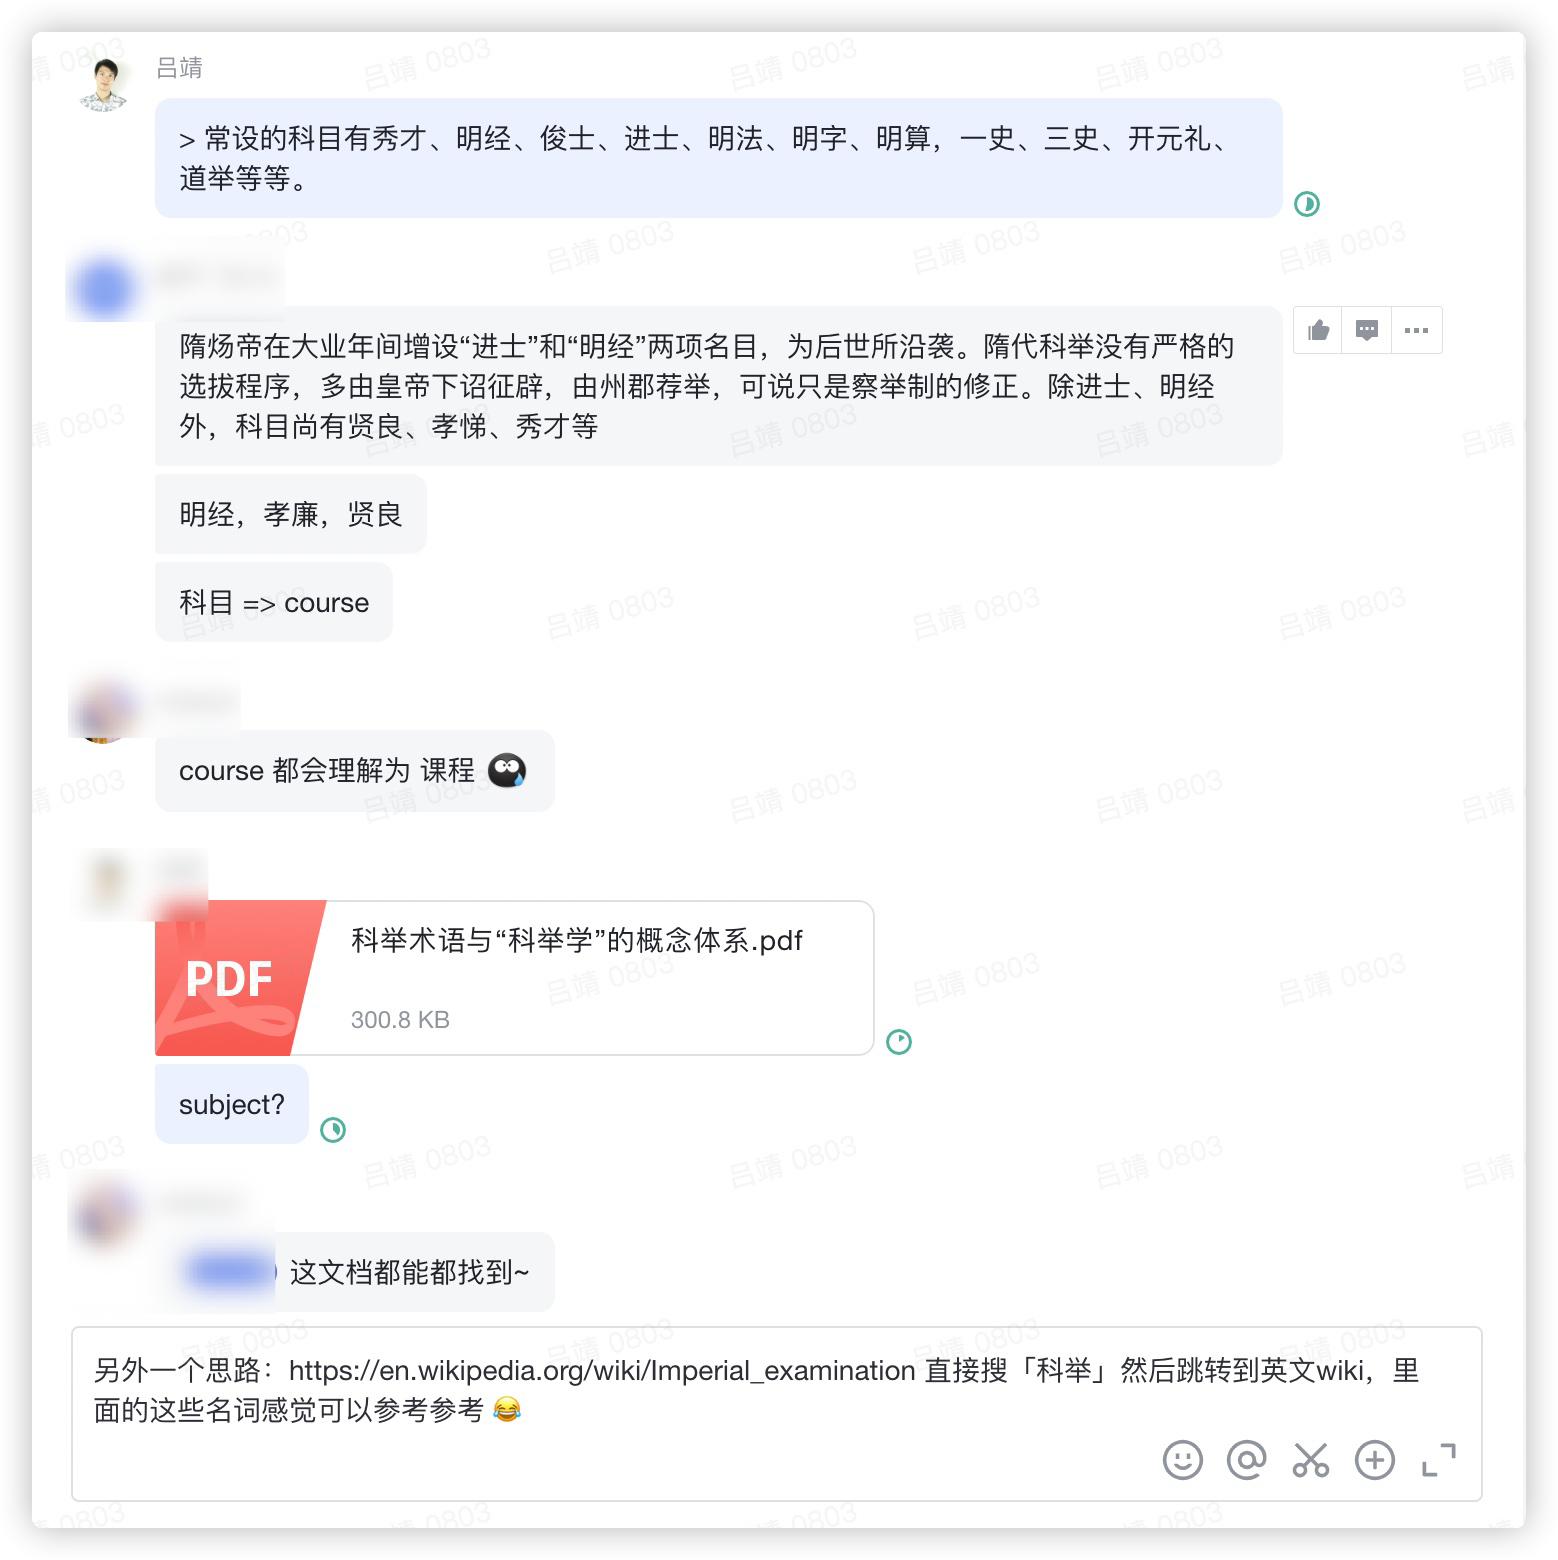 吕靖
> 常设的科目有秀才、明经、俊士、进士、明法、明字、明算，一史、三史、开元礼、
道举等等。
隋炀帝在大业年间增设“进士”和“明经”两项名目，为后世所沿袭。隋代科举没有严格的
选拔程序，多由皇帝下诏征辟，由州郡荐举，可说只是察举制的修正。除进士、明经
外，科目尚有贤良、孝悌、秀才等
明经，孝廉，贤良
科目 => course
course 都会理解为 课程
PDF
科举术语与“科举学”的概念体系.pdf
300.8 KB
subject?
这文档都能都找到~
另外一个思路：https://en.wikipedia.org/wiki/Imperial_examination 直接搜「科举」然后跳转到英文wiki，里
面的这些名词感觉可以参考参考 😂
吕靖 0803